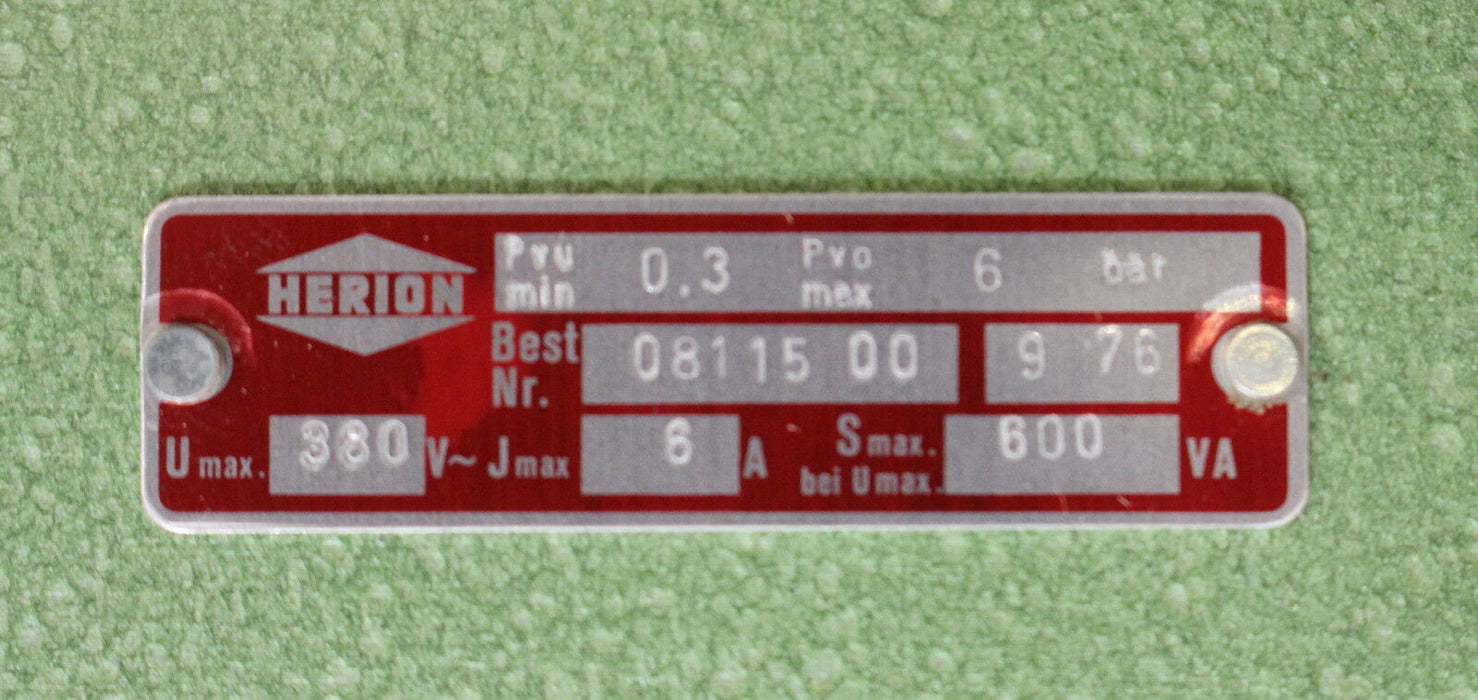 HERION
Pvu min 0.3 Pvo max 6 bar
Best Nr. 08115 00 9 76
U max. 380 V~ J max 6 A S max. bei U max. 600 VA